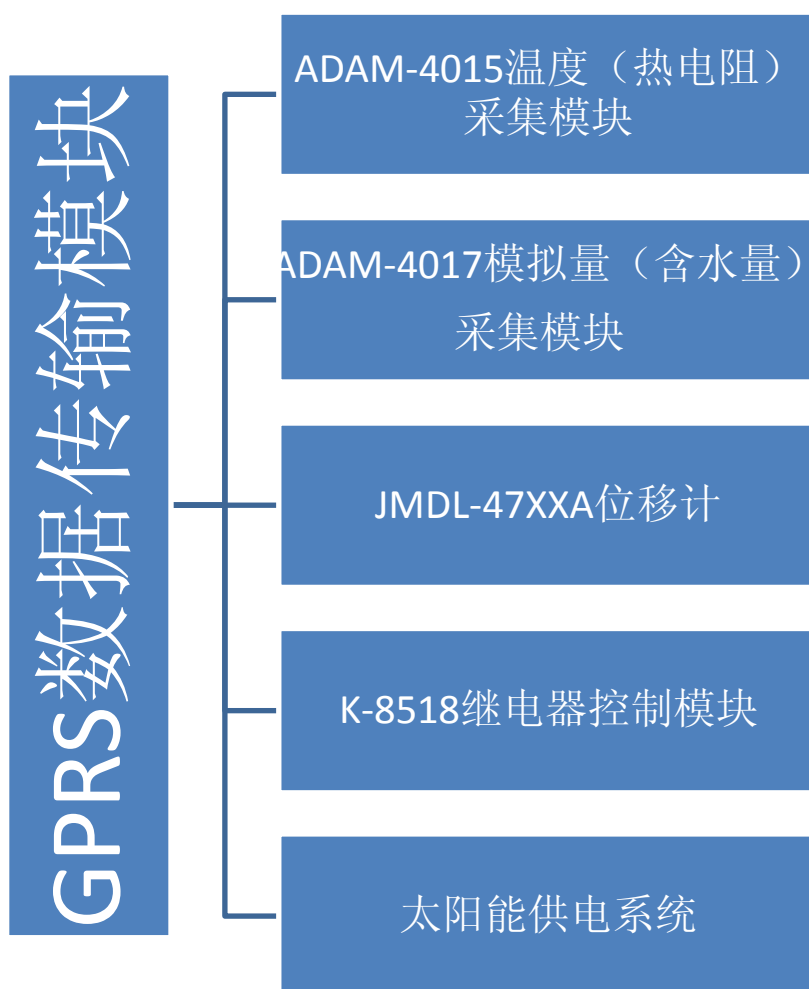 GPRS数据传输模块
ADAM-4015温度（热电阻）
采集模块
ADAM-4017模拟量（含水量）
采集模块
JMDL-47XXA位移计
K-8518继电器控制模块
太阳能供电系统